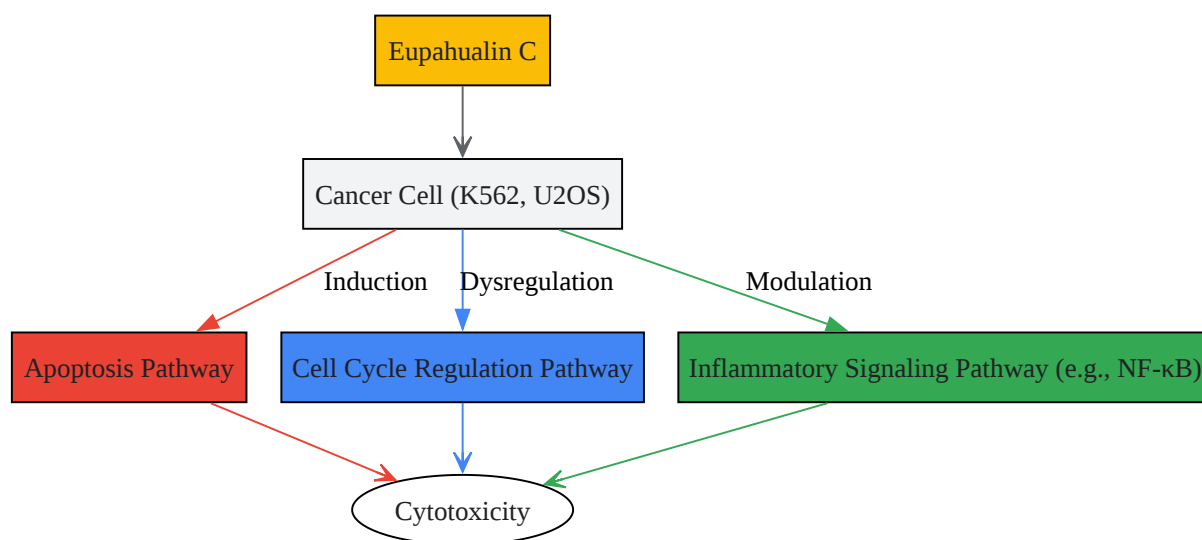 Eupahualin C
Cancer Cell (K562, U2OS)
Induction
Dysregulation
Modulation
Apoptosis Pathway
Cell Cycle Regulation Pathway
Inflammatory Signaling Pathway (e.g., NF-κB)
Cytotoxicity